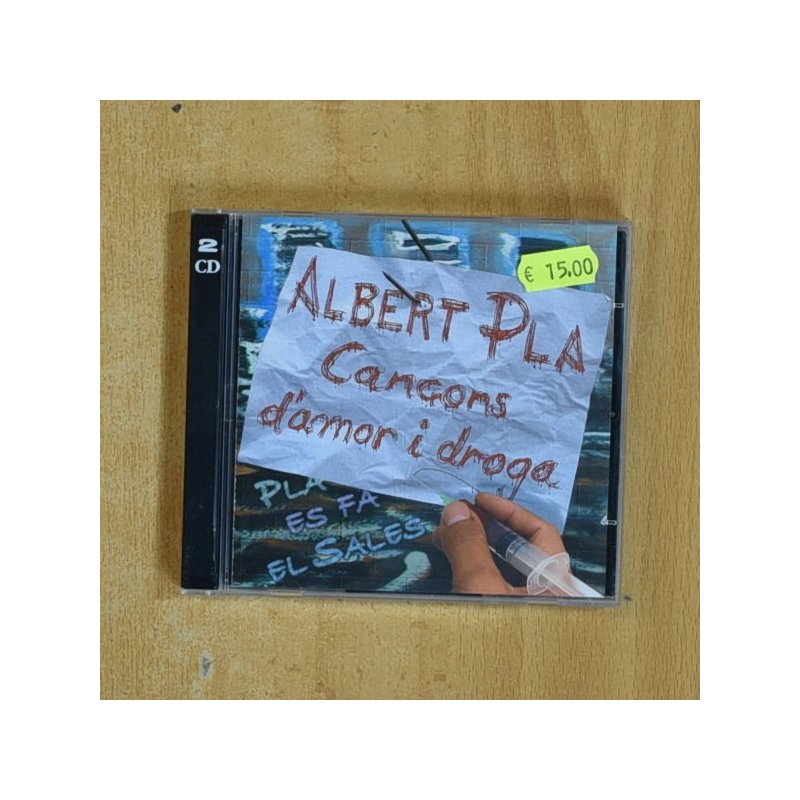 2
CD
€ 15.00
ALBERT PLA
Cançons
d'amor i droga
PLA
ES FA
EL SALES